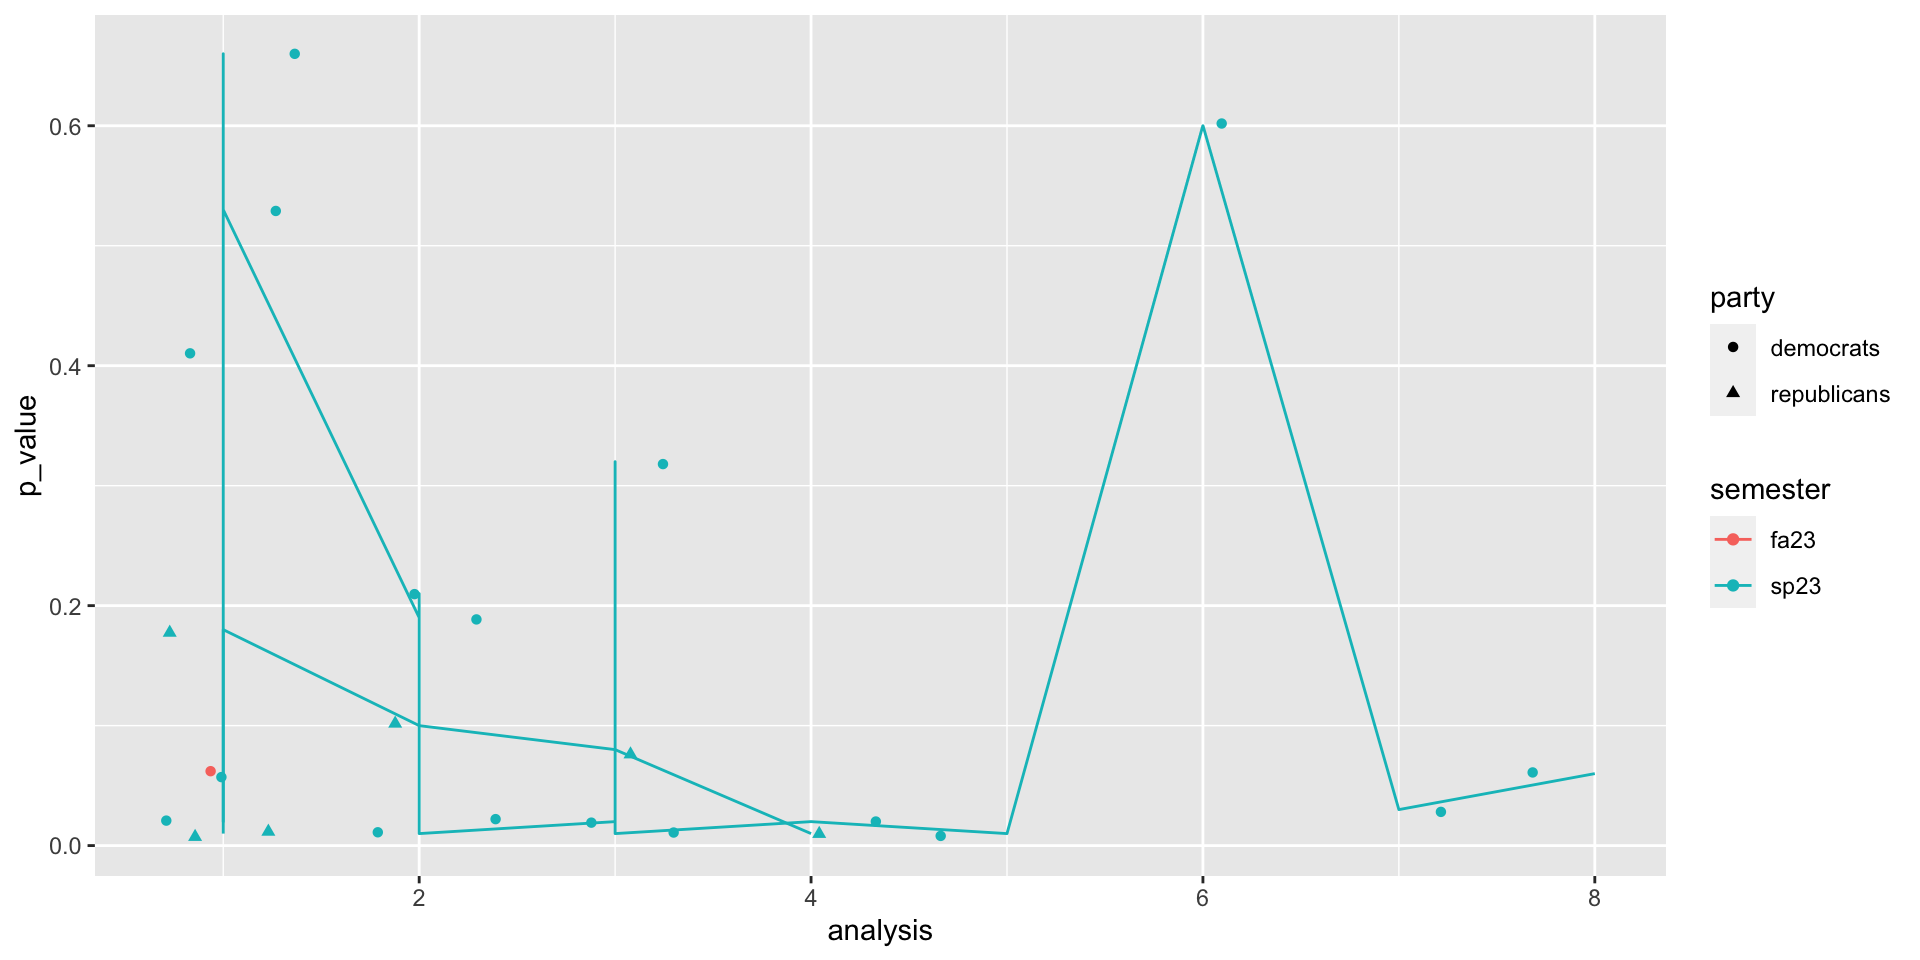 p_value
0.6
0.4
0.2
0.0
2 4 6 8
analysis
party
democrats
republicans
semester
fa23
sp23